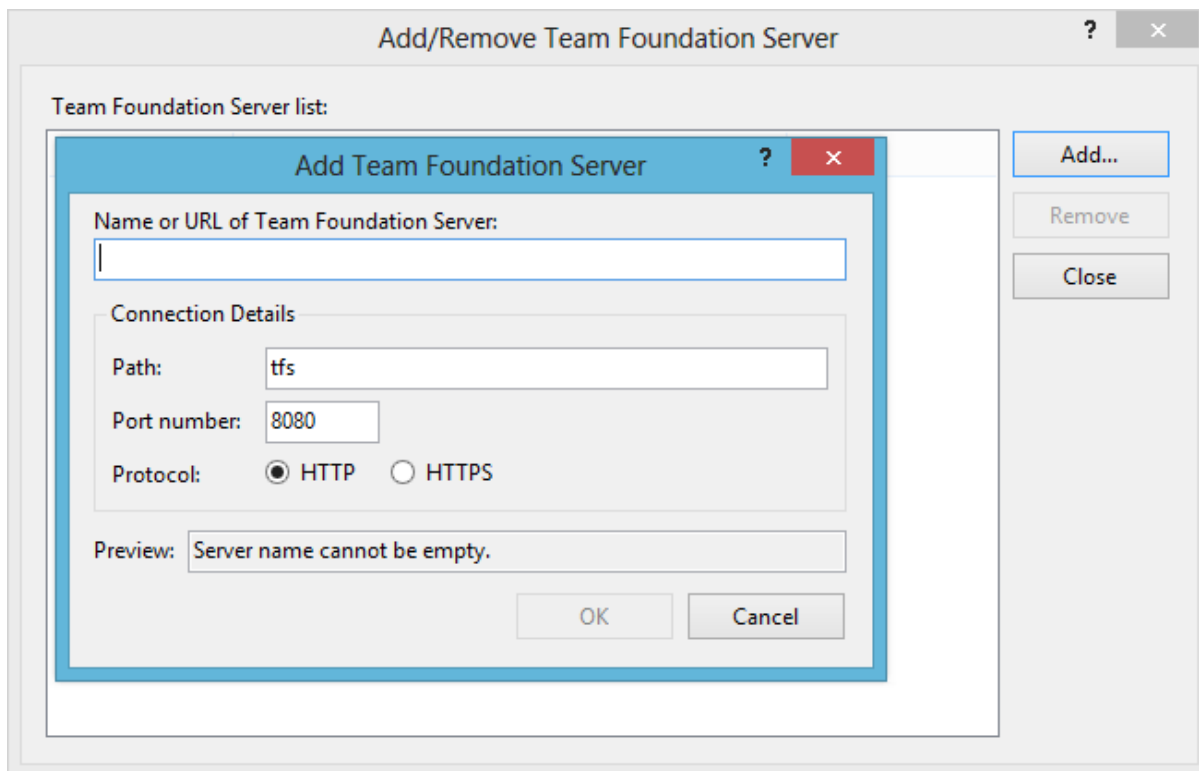 Add/Remove Team Foundation Server
?
Team Foundation Server list:
Add...
Remove
Close
Add Team Foundation Server
?
Name or URL of Team Foundation Server:
Connection Details
Path: tfs
Port number: 8080
Protocol: HTTP HTTPS
Preview: Server name cannot be empty.
OK Cancel